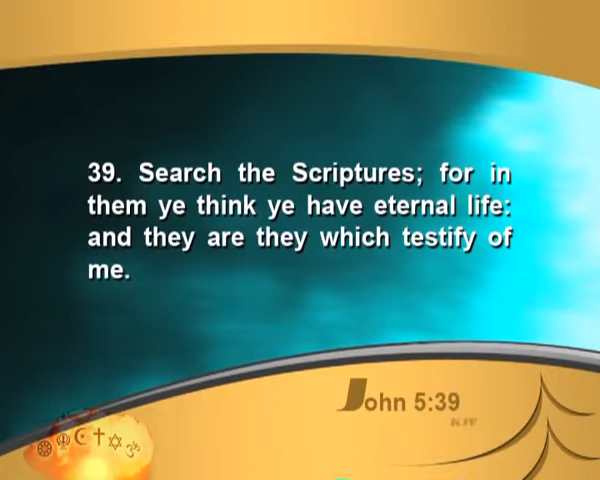 39. Search the Scriptures; for in
them ye think ye have eternal life:
and they are they which testify of
me.
John 5:39
KJV